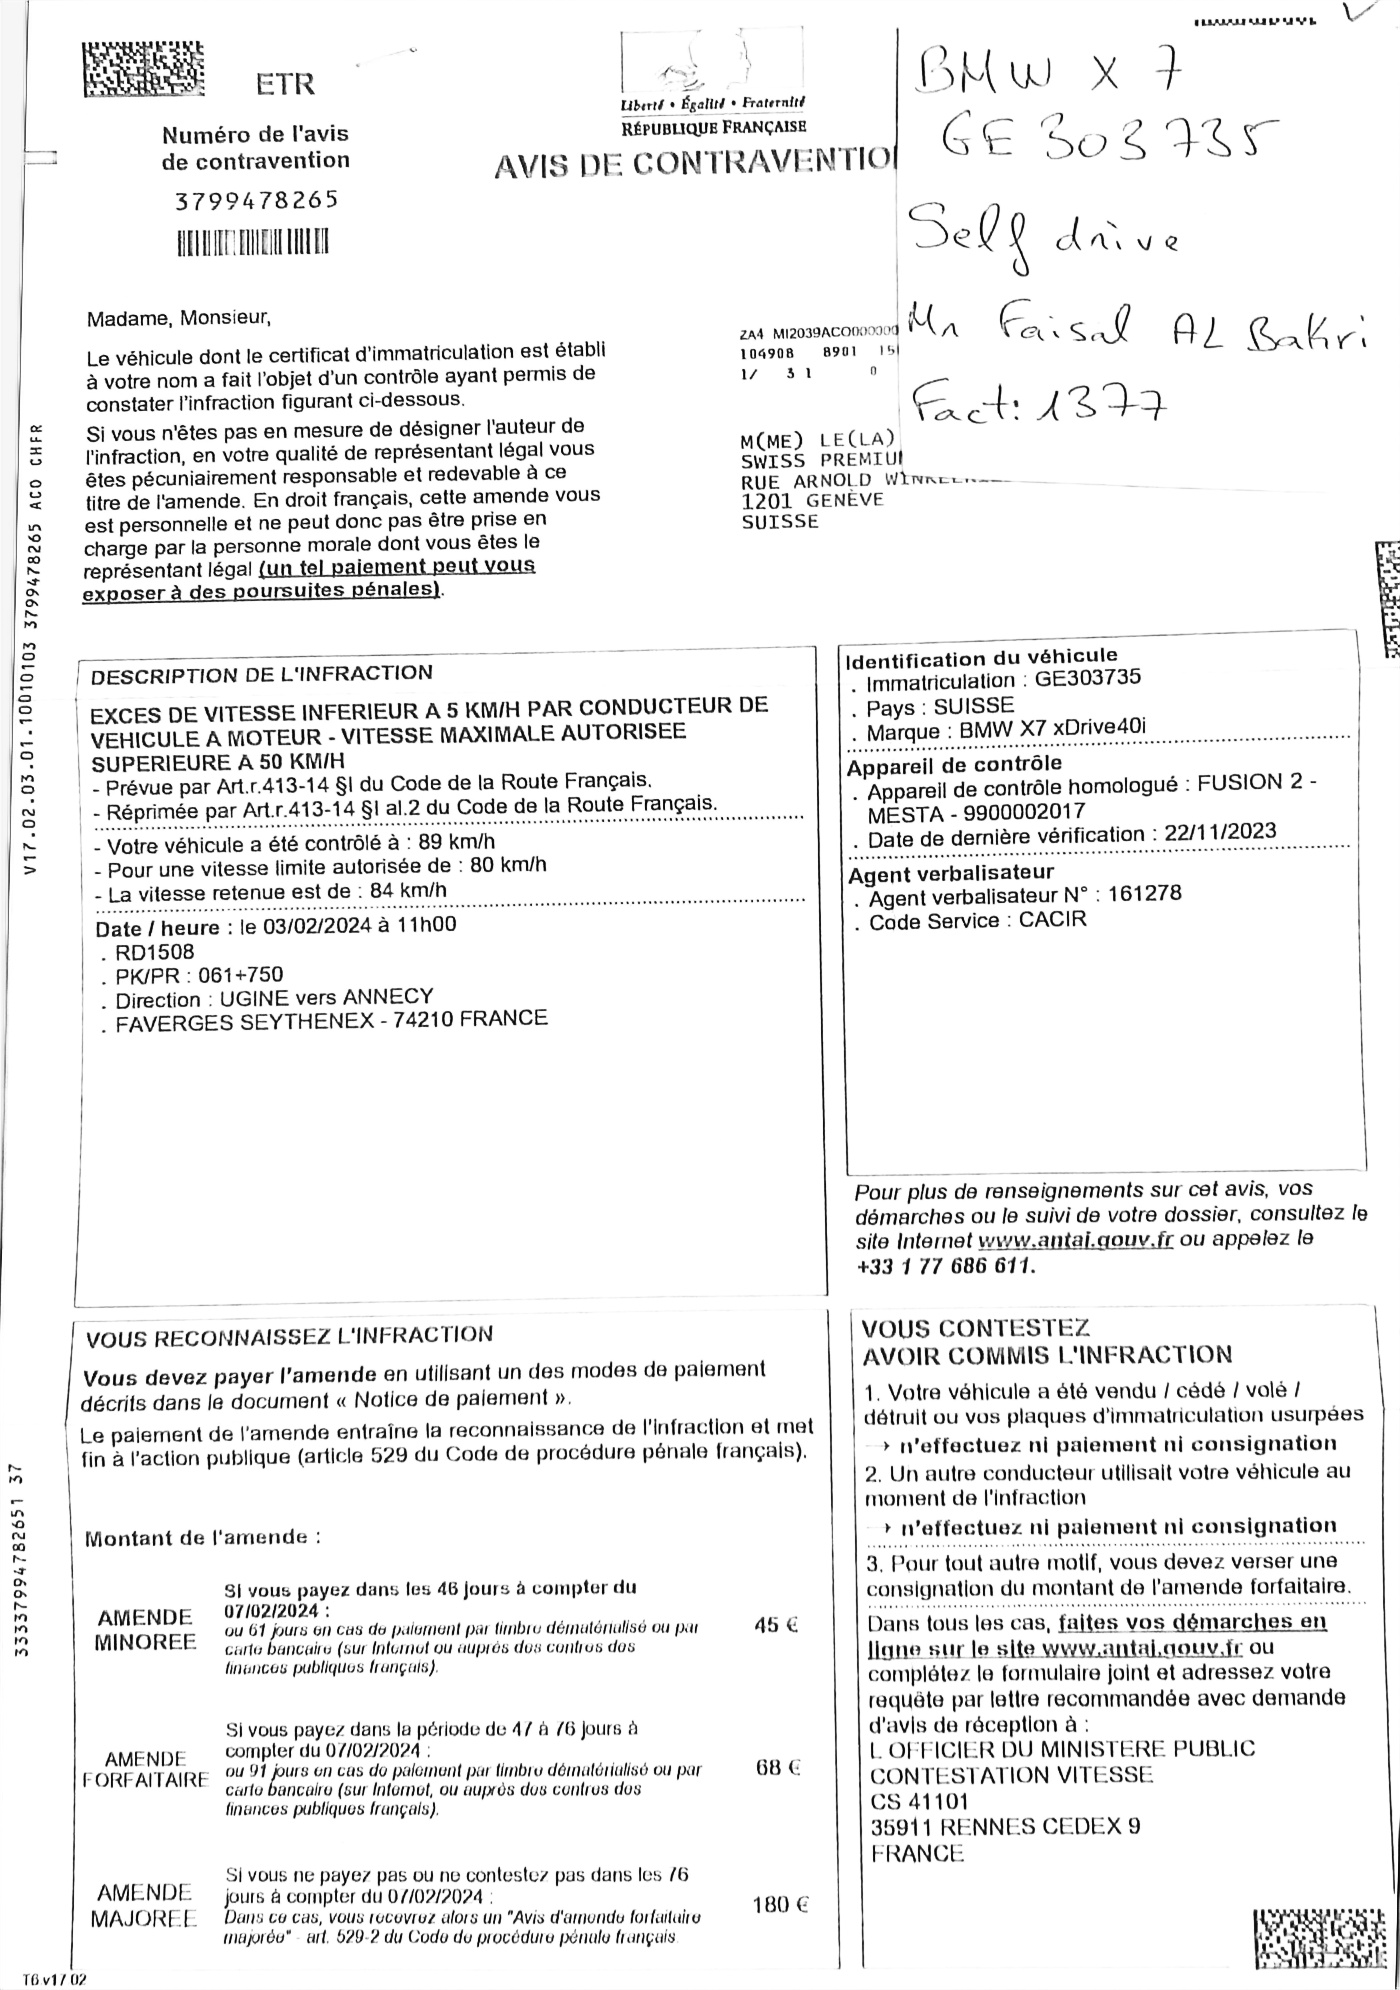 ETR
Numéro de l'avis
de contravention
3799478265
Liberté • Égalité • Fraternité
RÉPUBLIQUE FRANÇAISE
AVIS DE CONTRAVENTIO
BMW X 7
GE 303735
Self drive
Mr Faisal AL Bakri
Fact: 1377
Madame, Monsieur,
Le véhicule dont le certificat d'immatriculation est établi
à votre nom a fait l'objet d'un contrôle ayant permis de
constater l'infraction figurant ci-dessous.
Si vous n'êtes pas en mesure de désigner l'auteur de
l'infraction, en votre qualité de représentant légal vous
êtes pécuniairement responsable et redevable à ce
titre de l'amende. En droit français, cette amende vous
est personnelle et ne peut donc pas être prise en
charge par la personne morale dont vous êtes le
représentant légal (un tel paiement peut vous
exposer à des poursuites pénales).
ZA4 MI2039ACO000000
104908 8901 15
1/ 3 1 0
M(ME) LE(LA)
SWISS PREMIU
RUE ARNOLD
1201 GENÈVE
SUISSE
V17.02.03.01.10010103 3799478265 ACO CHFR
DESCRIPTION DE L'INFRACTION
EXCES DE VITESSE INFERIEUR A 5 KM/H PAR CONDUCTEUR DE
VEHICULE A MOTEUR - VITESSE MAXIMALE AUTORISEE
SUPERIEURE A 50 KM/H
- Prévue par Art.r.413-14 §I du Code de la Route Français.
- Réprimée par Art.r.413-14 §I al.2 du Code de la Route Français.
- Votre véhicule a été contrôlé à : 89 km/h
- Pour une vitesse limite autorisée de : 80 km/h
- La vitesse retenue est de : 84 km/h
Date / heure : le 03/02/2024 à 11h00
. RD1508
. PK/PR : 061+750
. Direction : UGINE vers ANNECY
. FAVERGES SEYTHENEX - 74210 FRANCE
Identification du véhicule
. Immatriculation : GE303735
. Pays : SUISSE
. Marque : BMW X7 xDrive40i
Appareil de contrôle
. Appareil de contrôle homologué : FUSION 2 -
MESTA - 9900002017
. Date de dernière vérification : 22/11/2023
Agent verbalisateur
. Agent verbalisateur N° : 161278
. Code Service : CACIR
Pour plus de renseignements sur cet avis, vos
démarches ou le suivi de votre dossier, consultez le
site Internet www.antai.gouv.fr ou appelez le
+33 1 77 686 611.
VOUS RECONNAISSEZ L'INFRACTION
Vous devez payer l'amende en utilisant un des modes de paiement
décrits dans le document « Notice de paiement ».
Le paiement de l'amende entraîne la reconnaissance de l'infraction et met
fin à l'action publique (article 529 du Code de procédure pénale français).
Montant de l'amende :
AMENDE
MINOREE
Si vous payez dans les 46 jours à compter du
07/02/2024 :
ou 61 jours en cas de paiement par timbre dématérialisé ou par
carte bancaire (sur Internet ou auprès des centres des
finances publiques français).
45 €
AMENDE
FORFAITAIRE
Si vous payez dans la période de 47 à 76 jours à
compter du 07/02/2024 :
ou 91 jours en cas de paiement par timbre dématérialisé ou par
carte bancaire (sur Internet, ou auprès des centres des
finances publiques français).
68 €
AMENDE
MAJOREE
Si vous ne payez pas ou ne contestez pas dans les 76
jours à compter du 07/02/2024 :
Dans ce cas, vous recevrez alors un "Avis d'amende forfaitaire
majorée" - art. 529-2 du Code de procédure pénale français
180 €
VOUS CONTESTEZ
AVOIR COMMIS L'INFRACTION
1. Votre véhicule a été vendu / cédé / volé /
détruit ou vos plaques d'immatriculation usurpées
→ n'effectuez ni paiement ni consignation
2. Un autre conducteur utilisait votre véhicule au
moment de l'infraction
→ n'effectuez ni paiement ni consignation
3. Pour tout autre motif, vous devez verser une
consignation du montant de l'amende forfaitaire.
Dans tous les cas, faites vos démarches en
ligne sur le site www.antai.gouv.fr ou
complétez le formulaire joint et adressez votre
requête par lettre recommandée avec demande
d'avis de réception à :
L OFFICIER DU MINISTERE PUBLIC
CONTESTATION VITESSE
CS 41101
35911 RENNES CEDEX 9
FRANCE
33337994782651 37
T6 v17 02